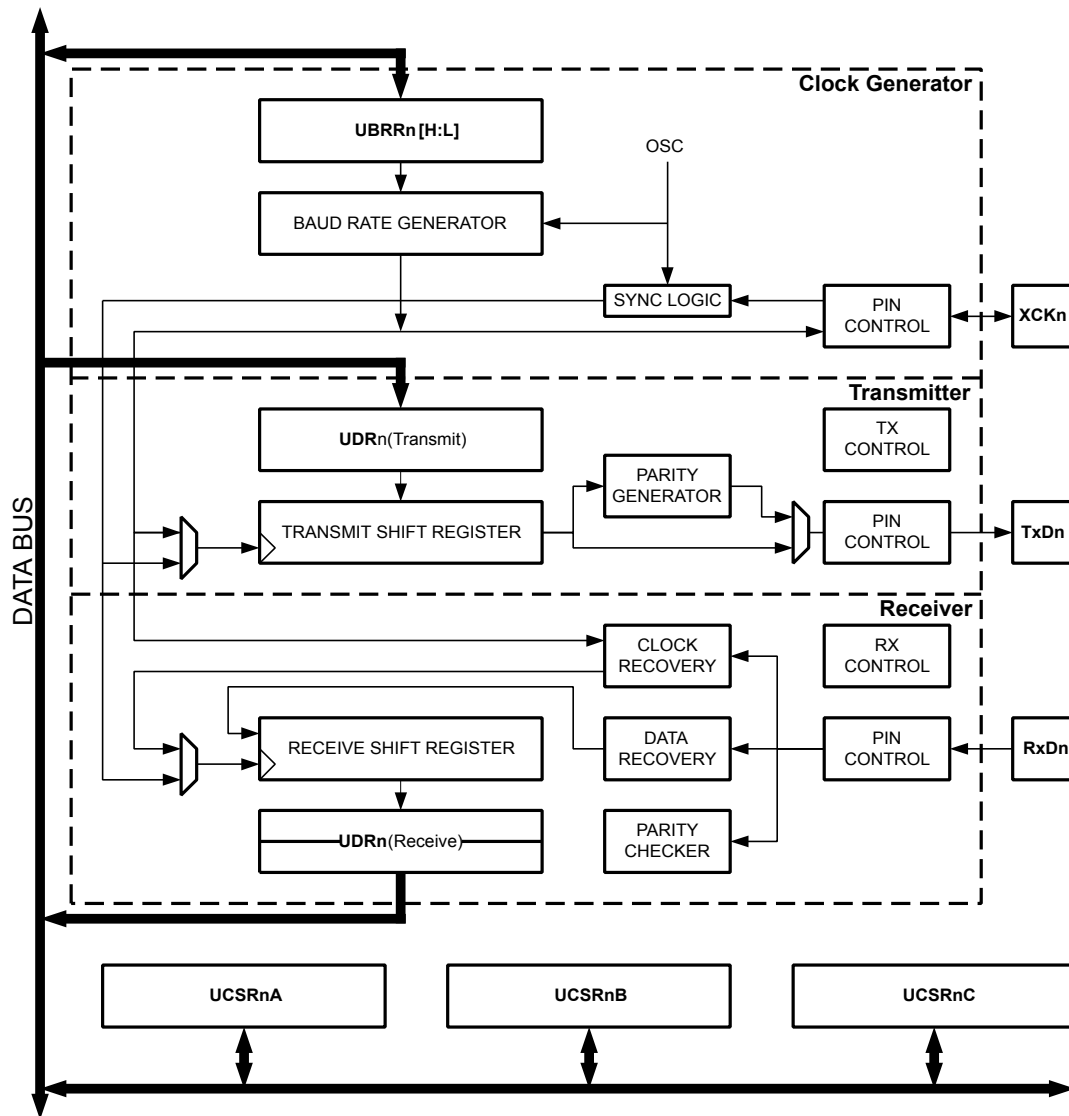 Clock Generator
UBRRn [H:L]
OSC
BAUD RATE GENERATOR
SYNC LOGIC
PIN
CONTROL
XCKn
Transmitter
UDRn(Transmit)
TX
CONTROL
PARITY
GENERATOR
TRANSMIT SHIFT REGISTER
PIN
CONTROL
TxDn
DATA BUS
Receiver
CLOCK
RECOVERY
RX
CONTROL
RECEIVE SHIFT REGISTER
DATA
RECOVERY
PIN
CONTROL
RxDn
UDRn(Receive)
PARITY
CHECKER
UCSRnA
UCSRnB
UCSRnC